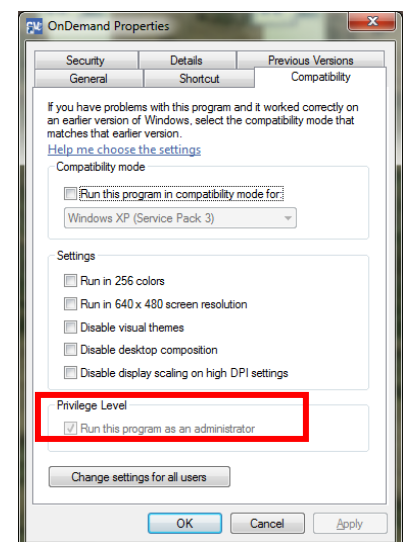 OnDemand Properties
Security Details Previous Versions
General Shortcut Compatibility
If you have problems with this program and it worked correctly on
an earlier version of Windows, select the compatibility mode that
matches that earlier version.
Help me choose the settings
Compatibility mode
Run this program in compatibility mode for:
Windows XP (Service Pack 3)
Settings
Run in 256 colors
Run in 640 x 480 screen resolution
Disable visual themes
Disable desktop composition
Disable display scaling on high DPI settings
Privilege Level
Run this program as an administrator
Change settings for all users
OK Cancel Apply